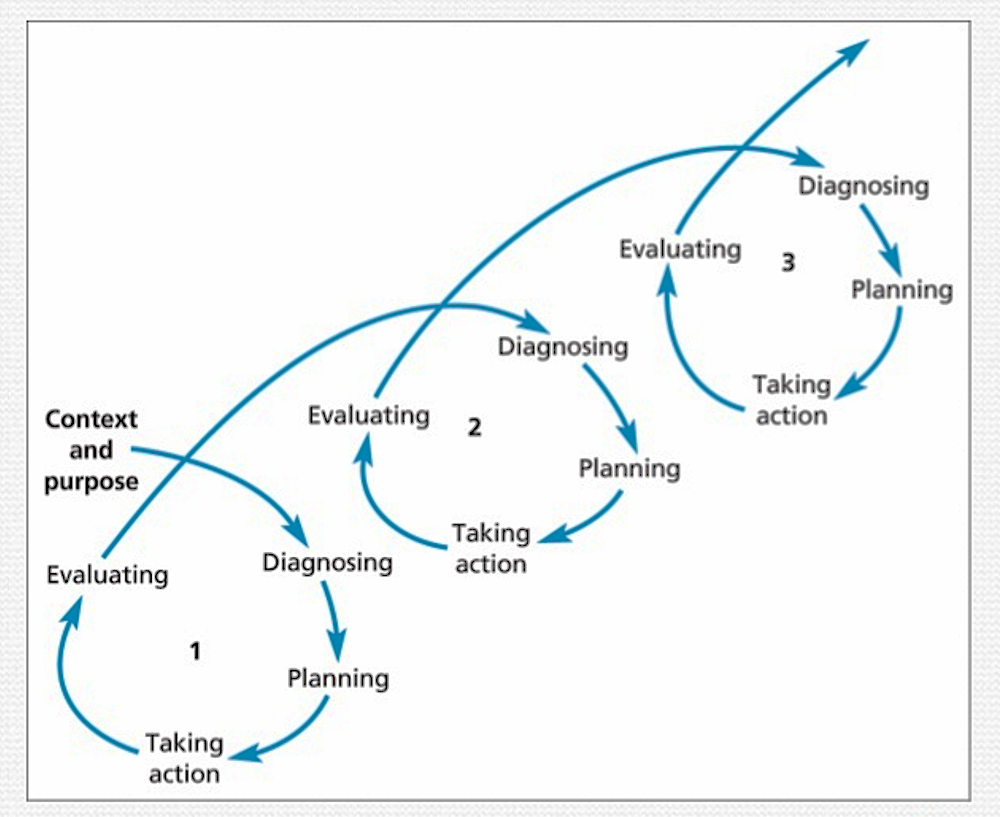 Diagnosing
Evaluating
3
Planning
Taking
action
Diagnosing
Evaluating
2
Planning
Taking
action
Context
and
purpose
Diagnosing
Evaluating
1
Planning
Taking
action